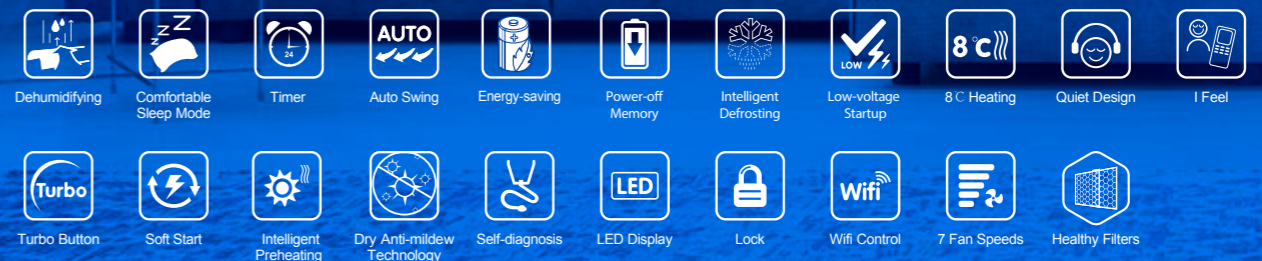 Dehumidifying
zZZ
Comfortable
Sleep Mode
24
Timer
AUTO
Auto Swing
Energy-saving
Power-off
Memory
Intelligent
Defrosting
LOW
Low-voltage
Startup
8℃
8℃ Heating
Quiet Design
I Feel
Turbo
Turbo Button
Soft Start
Intelligent
Preheating
Dry Anti-mildew
Technology
Self-diagnosis
LED
LED Display
Lock
Wifi
Wifi Control
7 Fan Speeds
Healthy Filters